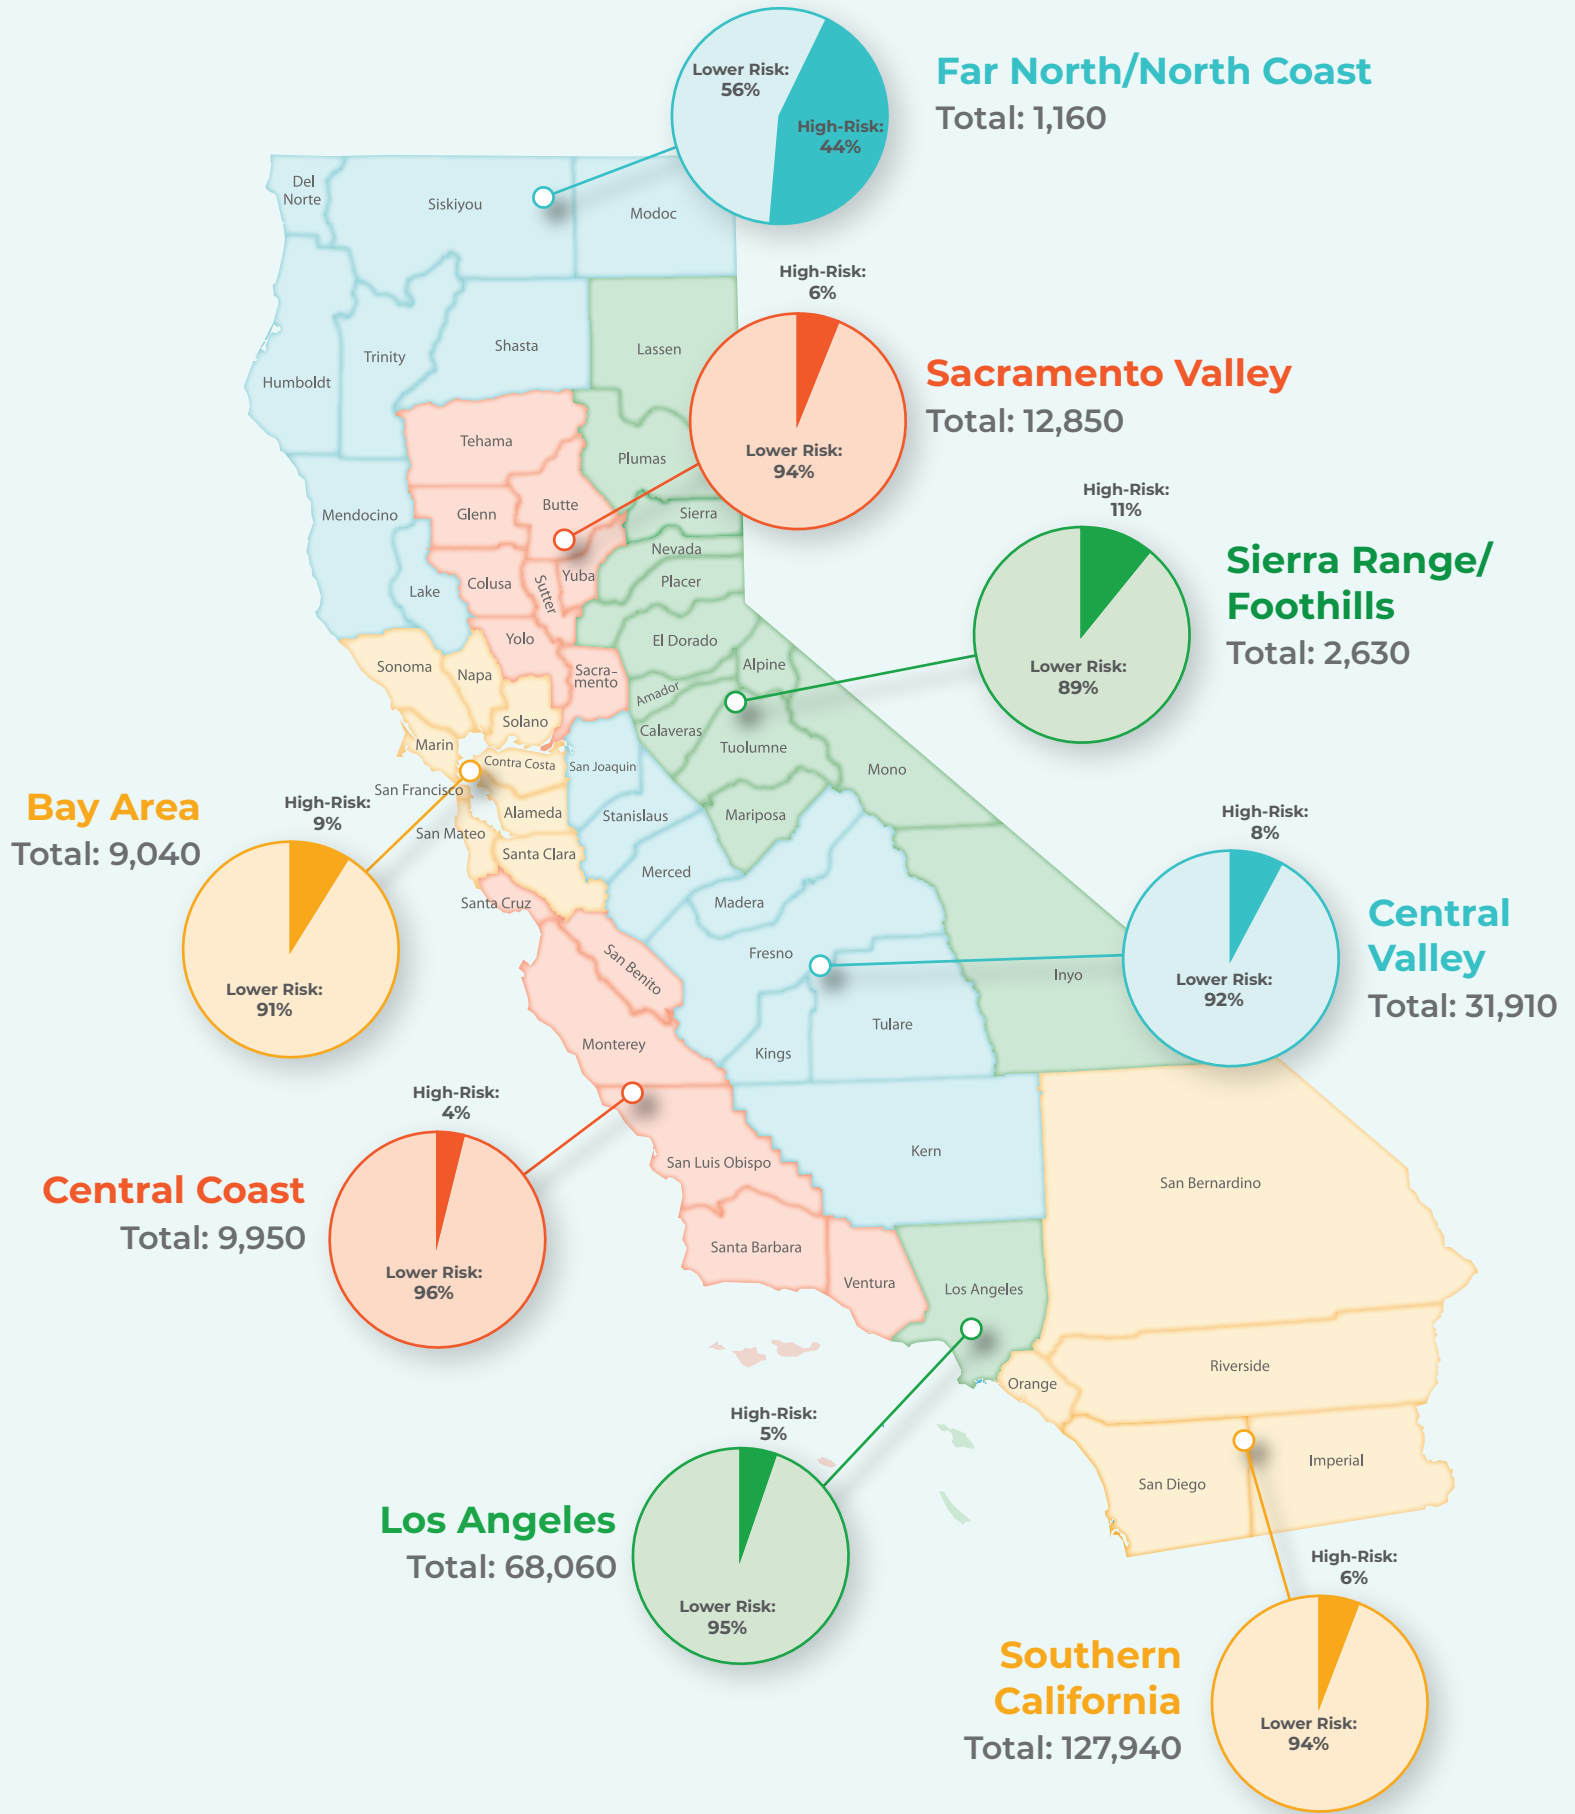 Lower Risk:
56%
High-Risk:
44%
Far North/North Coast
Total: 1,160
Del
Norte
Siskiyou
Modoc
Humboldt
Trinity
Shasta
Lassen
High-Risk:
6%
Lower Risk:
94%
Sacramento Valley
Total: 12,850
Tehama
Plumas
Mendocino
Glenn
Butte
Sierra
Nevada
Lake
Colusa
Sutter
Yuba
Placer
High-Risk:
11%
Lower Risk:
89%
Sierra Range/
Foothills
Total: 2,630
Yolo
El Dorado
Sonoma
Napa
Sacra-
mento
Alpine
Amador
Solano
Calaveras
Marin
Tuolumne
Contra Costa
San Joaquin
Mono
San Francisco
Alameda
Stanislaus
Mariposa
San Mateo
Santa Clara
Merced
Bay Area
Total: 9,040
High-Risk:
9%
Lower Risk:
91%
Santa Cruz
Madera
San Benito
Fresno
Inyo
High-Risk:
8%
Lower Risk:
92%
Central
Valley
Total: 31,910
Monterey
Kings
Tulare
High-Risk:
4%
Lower Risk:
96%
Central Coast
Total: 9,950
San Luis Obispo
Kern
San Bernardino
Santa Barbara
Ventura
Los Angeles
Orange
Riverside
San Diego
Imperial
High-Risk:
5%
Lower Risk:
95%
Los Angeles
Total: 68,060
High-Risk:
6%
Lower Risk:
94%
Southern
California
Total: 127,940